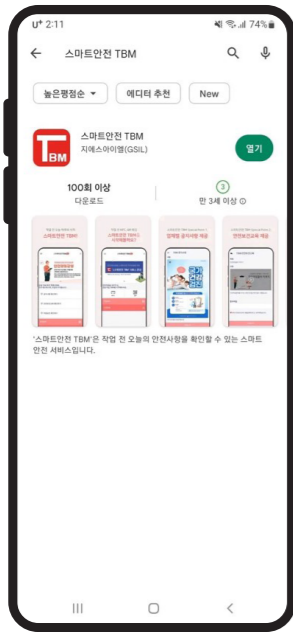 U+ 2:11
74%
스마트안전 TBM
높은평점순
에디터 추천
New
TBM
스마트안전 TBM
지에스아이엘(GSIL)
열기
100회 이상
다운로드
3
만 3세 이상
스마트안전 TBM!
'스마트안전 TBM'은 작업 전 오늘의 안전사항을 확인할 수 있는 스마트
안전 서비스입니다.